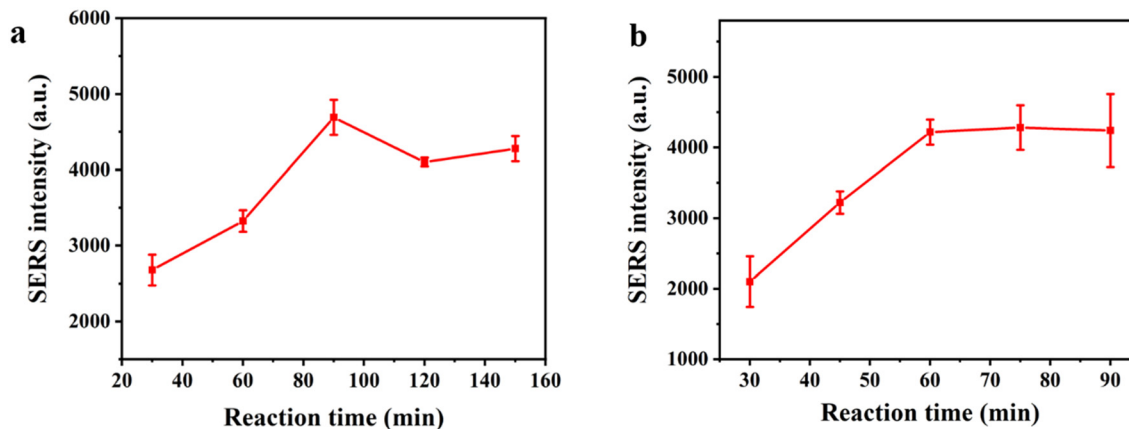 a
SERS intensity (a.u.)
6000
5000
4000
3000
2000
20 40 60 80 100 120 140 160
Reaction time (min)
b
SERS intensity (a.u.)
5000
4000
3000
2000
1000
30 40 50 60 70 80 90
Reaction time (min)